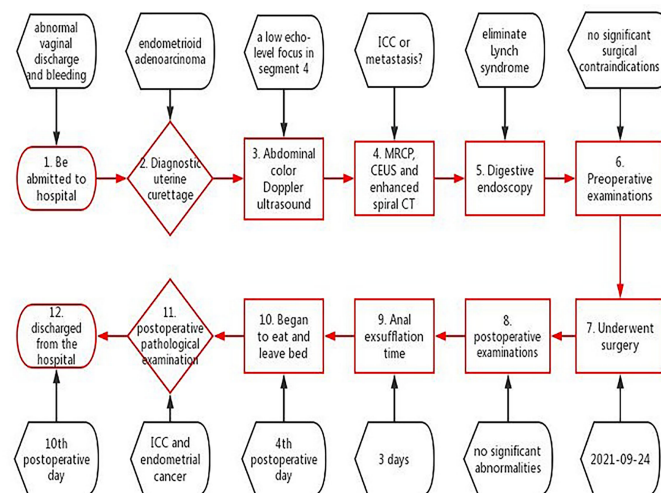 abnormal
vaginal
discharge
and bleeding
endometrioid
adenoarcinoma
a low echo-
level focus in
segment 4
ICC or
metastasis?
eliminate
Lynch
syndrome
no significant
surgical
contraindications
1. Be
abmitted to
hospital
2. Diagnostic
uterine
curettage
3. Abdominal
color
Doppler
ultrasound
4. MRCP,
CEUS and
enhanced
spiral CT
5. Digestive
endoscopy
6.
Preoperative
examinations
12.
discharged
from the
hospital
11.
postoperative
pathological
examination
10. Began
to eat and
leave bed
9. Anal
exsufflation
time
8.
postoperative
examinations
7. Underwent
surgery
10th
postoperative
day
ICC and
endometrial
cancer
4th
postoperative
day
3 days
no significant
abnormalities
2021-09-24